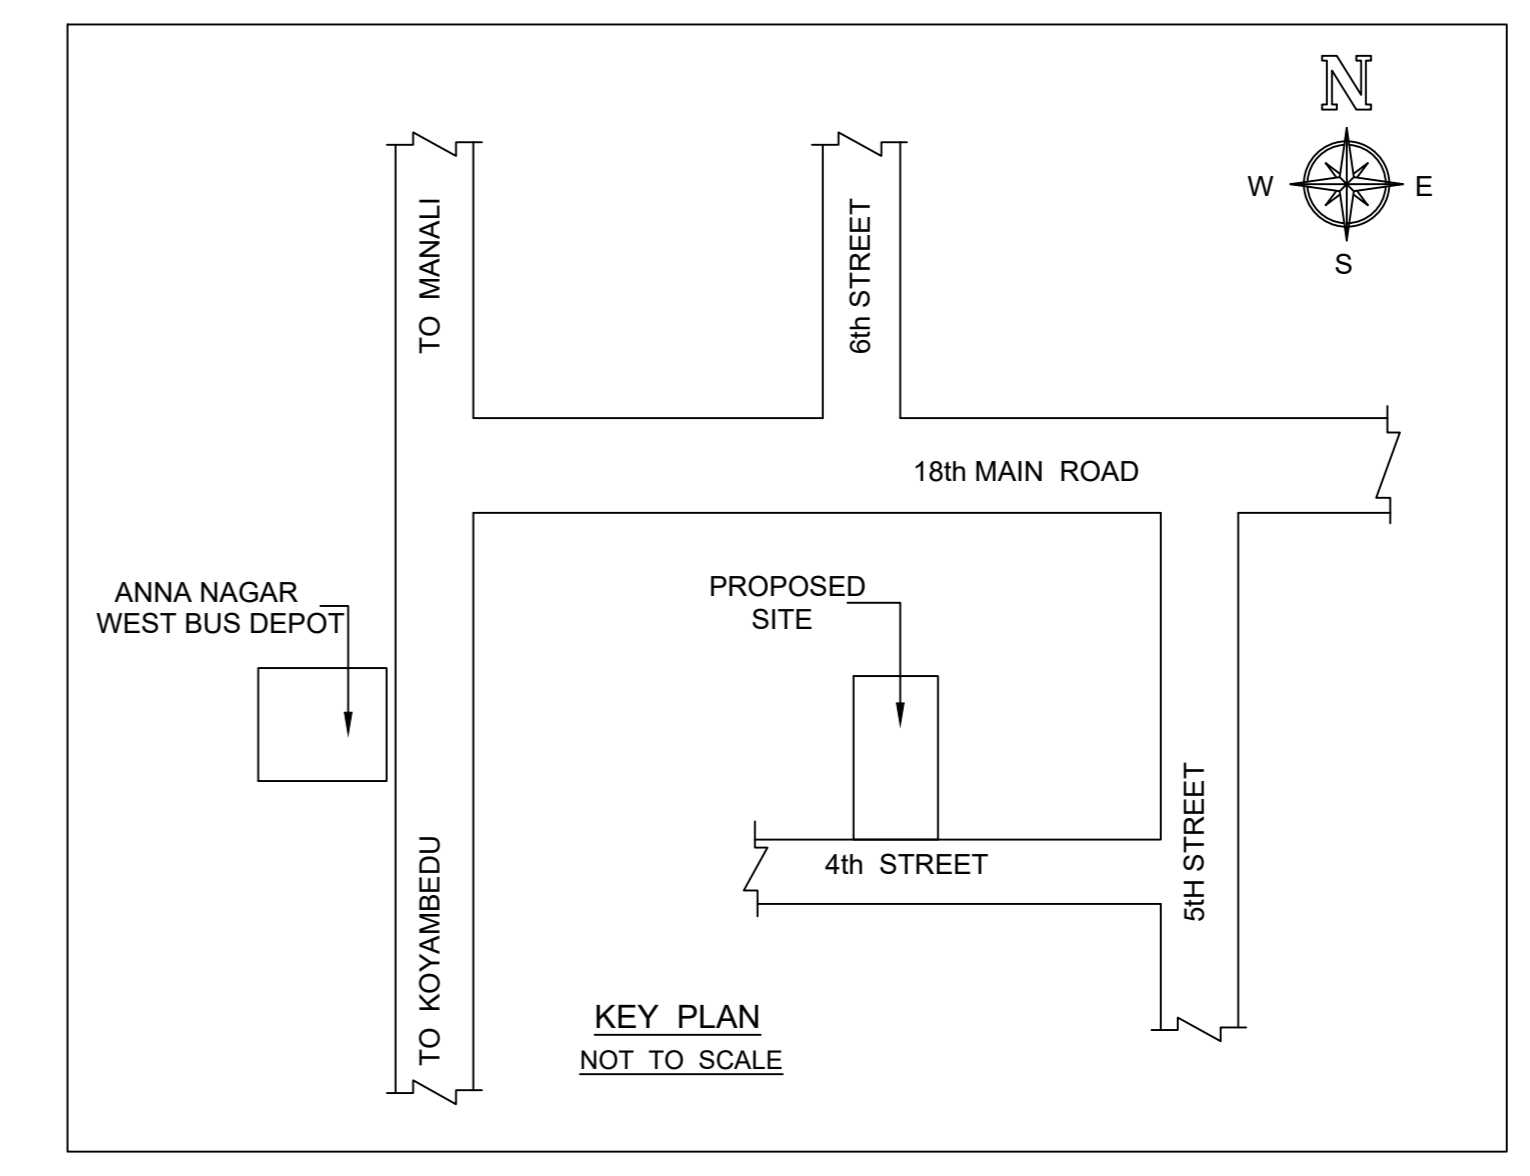 N
W
E
S
TO MANALI
6th STREET
18th MAIN ROAD
ANNA NAGAR
WEST BUS DEPOT
PROPOSED
SITE
4th STREET
5tH STREET
TO KOYAMBEDU
KEY PLAN
NOT TO SCALE